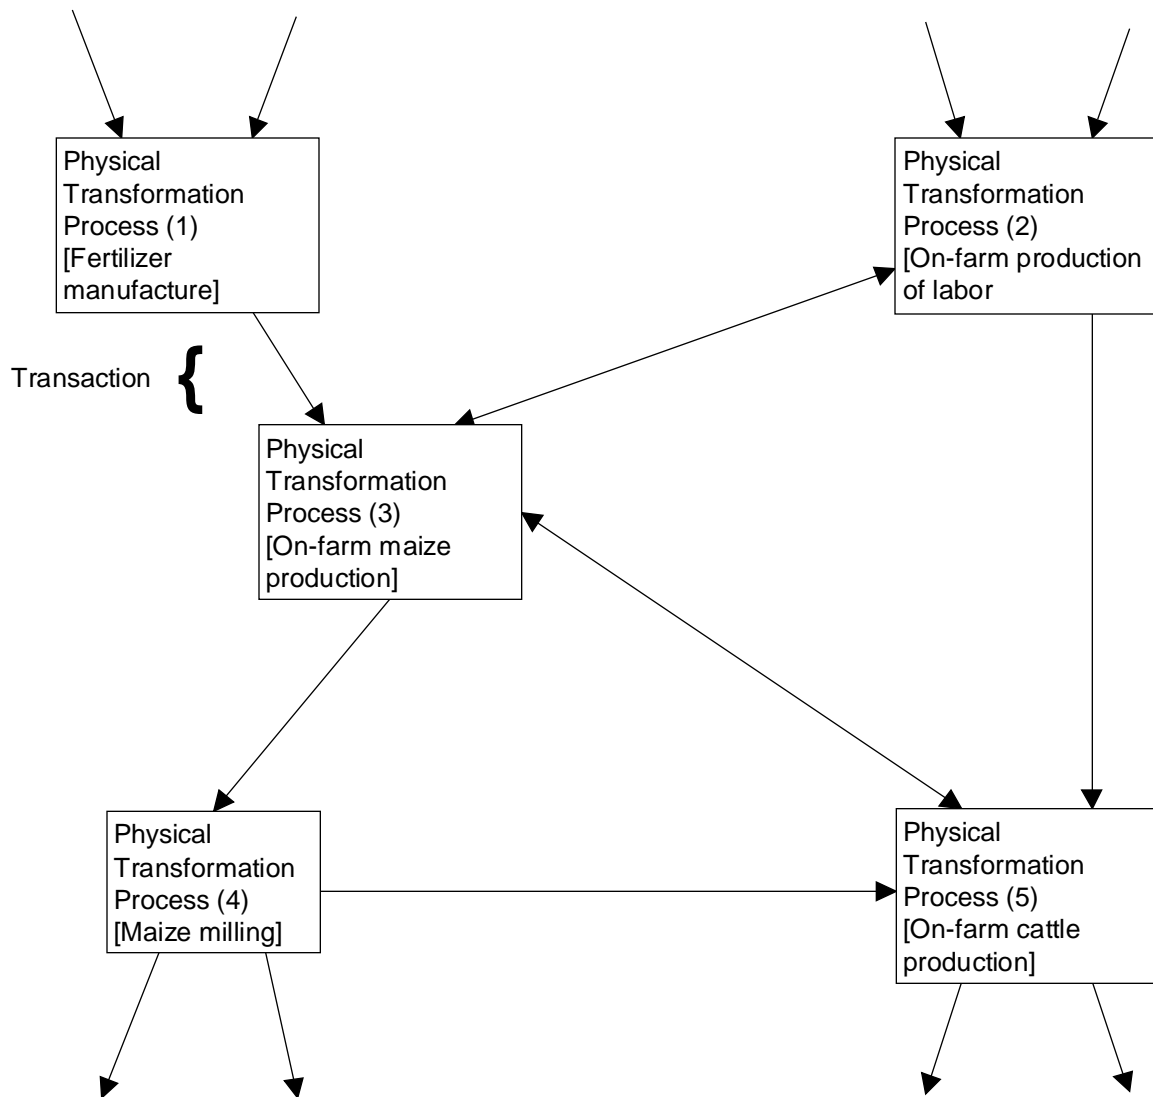 Physical
Transformation
Process (1)
[Fertilizer
manufacture]
Physical
Transformation
Process (2)
[On-farm production
of labor
Transaction {
Physical
Transformation
Process (3)
[On-farm maize
production]
Physical
Transformation
Process (4)
[Maize milling]
Physical
Transformation
Process (5)
[On-farm cattle
production]